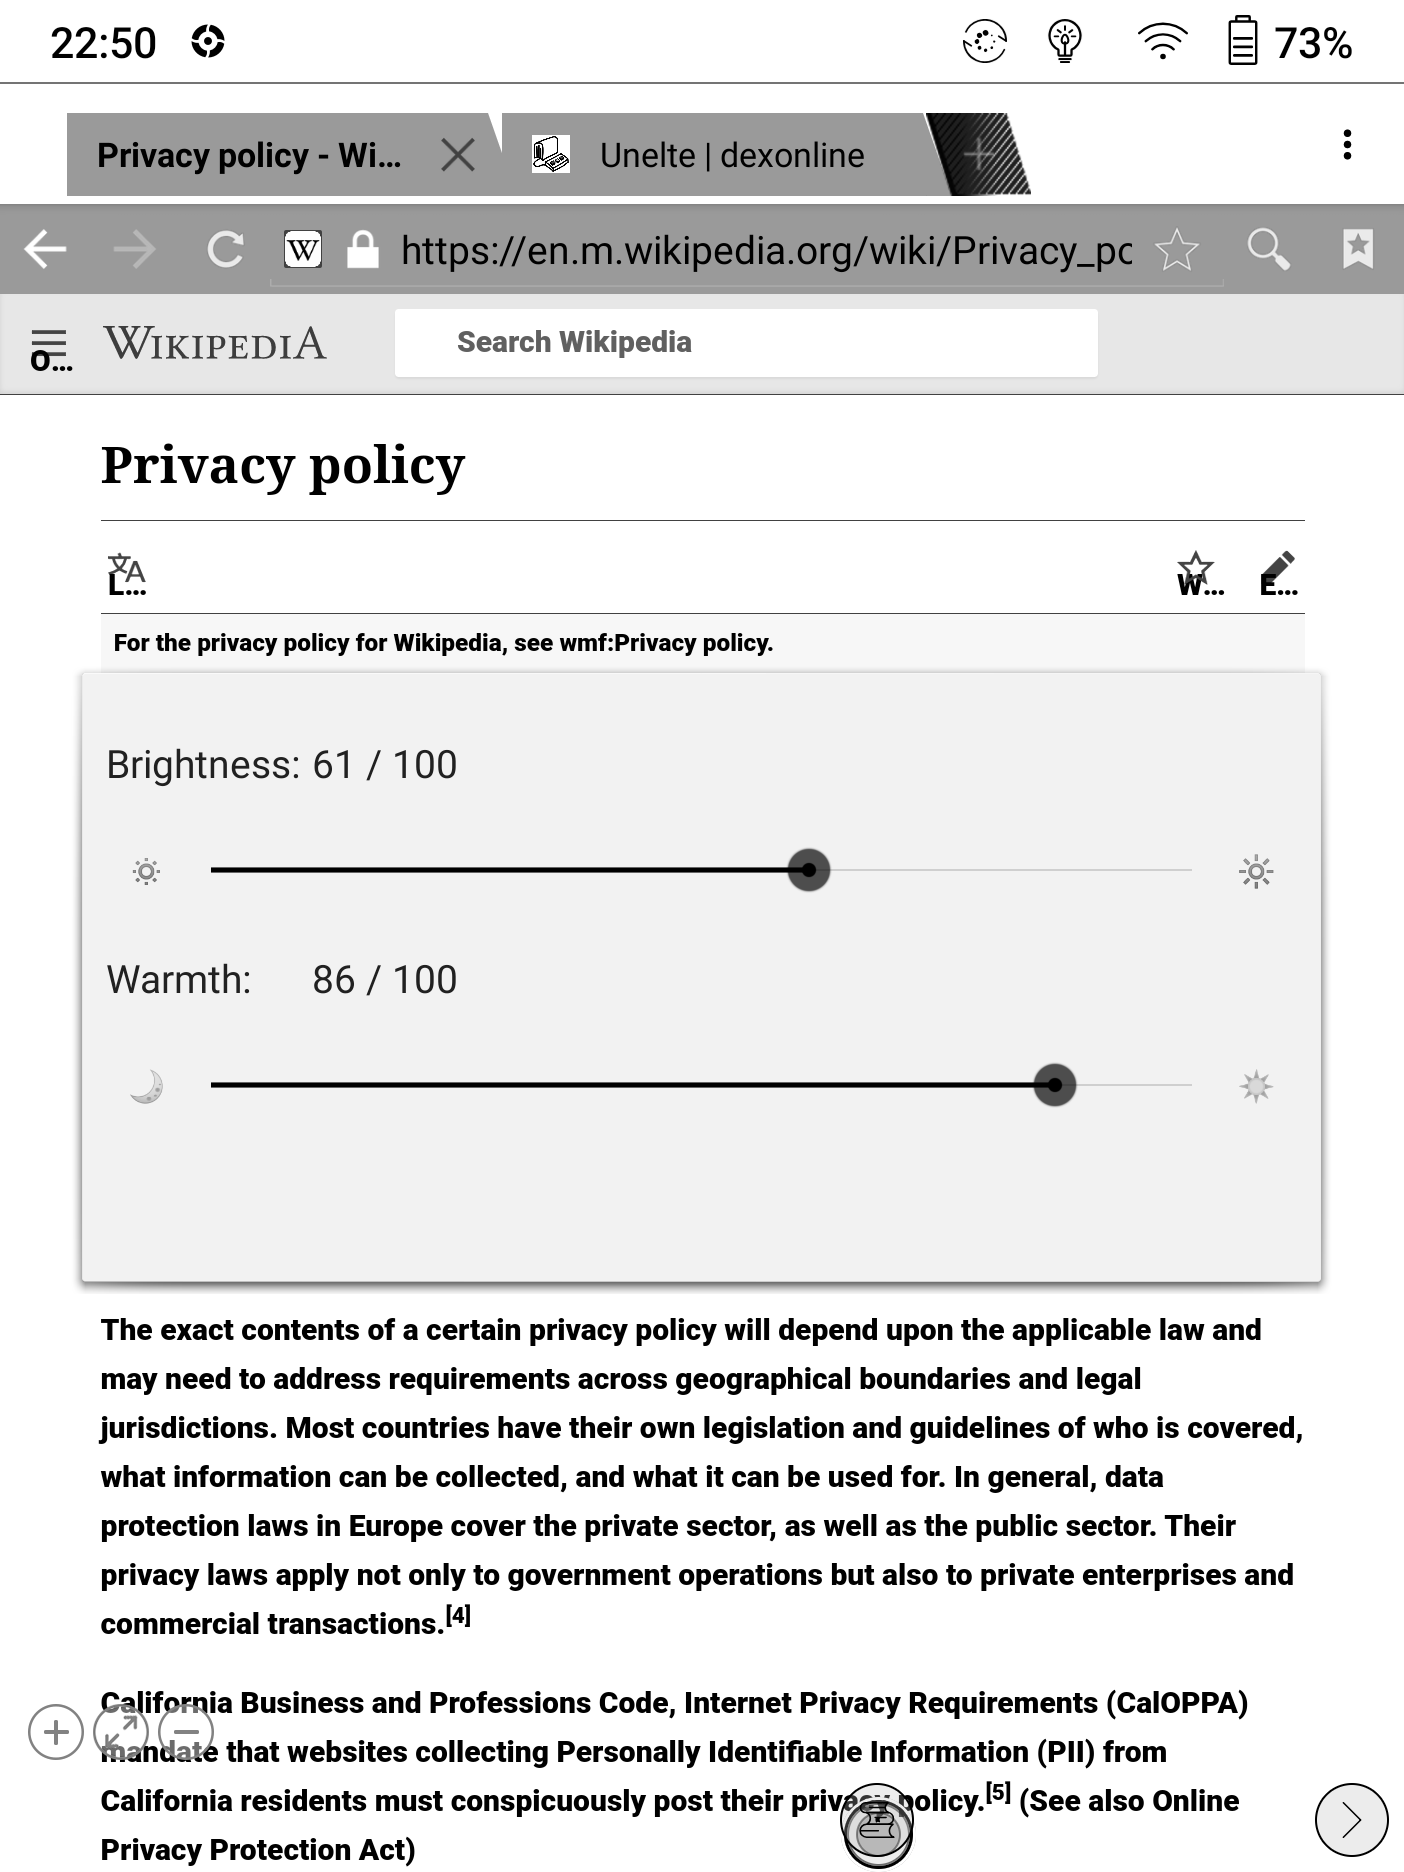 22:50
73%
Privacy policy - Wi...
Unelte | dexonline
https://en.m.wikipedia.org/wiki/Privacy_pc
O...
WIKIPEDIA
Search Wikipedia
Privacy policy
L...
W...
E...
For the privacy policy for Wikipedia, see wmf:Privacy policy.
Brightness: 61 / 100
Warmth: 86 / 100
The exact contents of a certain privacy policy will depend upon the applicable law and
may need to address requirements across geographical boundaries and legal
jurisdictions. Most countries have their own legislation and guidelines of who is covered,
what information can be collected, and what it can be used for. In general, data
protection laws in Europe cover the private sector, as well as the public sector. Their
privacy laws apply not only to government operations but also to private enterprises and
commercial transactions.[4]
California Business and Professions Code, Internet Privacy Requirements (CalOPPA)
mandate that websites collecting Personally Identifiable Information (PII) from
California residents must conspicuously post their privacy policy.[5] (See also Online
Privacy Protection Act)